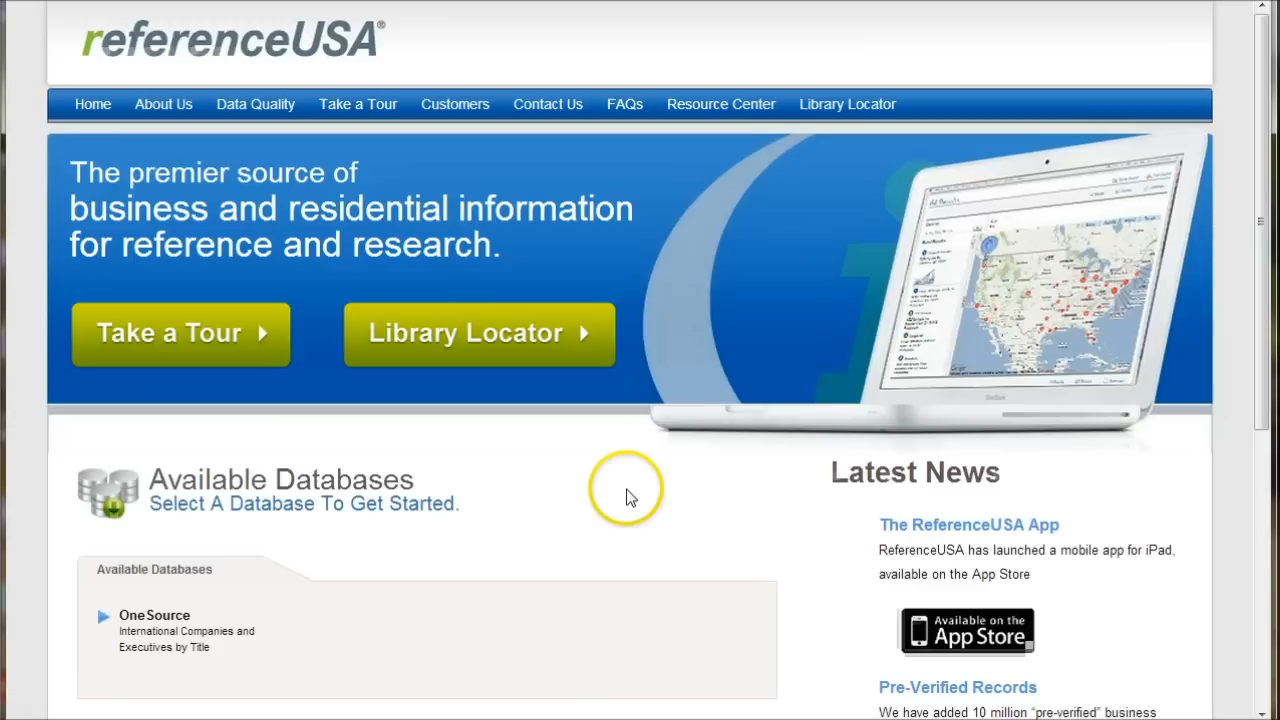 referenceUSA®
Home About Us Data Quality Take a Tour Customers Contact Us FAQs Resource Center Library Locator
The premier source of
business and residential information
for reference and research.
Take a Tour
Library Locator
Available Databases
Select A Database To Get Started.
Available Databases
OneSource
International Companies and
Executives by Title
Latest News
The ReferenceUSA App
ReferenceUSA has launched a mobile app for iPad,
available on the App Store
Available on the
App Store
Pre-Verified Records
We have added 10 million “pre-verified” business